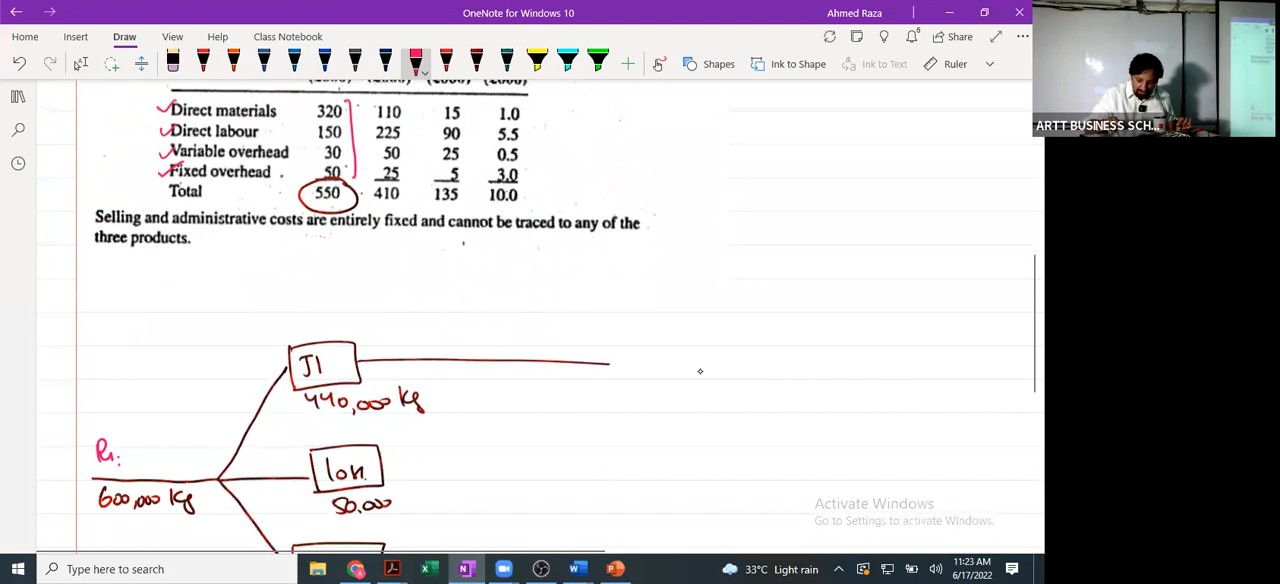 OneNote for Windows 10
Ahmed Raza
Home Insert Draw View Help Class Notebook
Share
Shapes Ink to Shape Ink to Text Ruler
Direct materials 320 110 15 1.0
Direct labour 150 225 90 5.5
Variable overhead 30 50 25 0.5
Fixed overhead 50 25 5 3.0
Total 550 410 135 10.0
Selling and administrative costs are entirely fixed and cannot be traced to any of the
three products.
J1
440,000 Kg
600,000 Kg
50,000
ARTT BUSINESS SCH...
Activate Windows
Go to Settings to activate Windows.
Type here to search
33°C Light rain
11:23 AM
6/17/2022